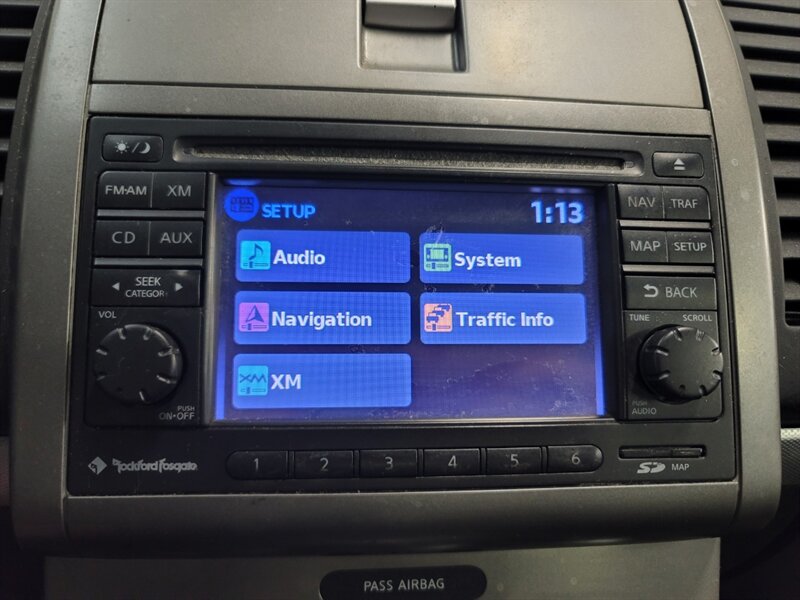 FM·AM XM
CD AUX
SEEK
CATEGORY
VOL
PUSH
ON·OFF
SETUP 1:13
Audio System
Navigation Traffic Info
XM
NAV TRAF
MAP SETUP
BACK
TUNE SCROLL
PUSH
AUDIO
Rockford Fosgate 1 2 3 4 5 6 SD MAP
PASS AIRBAG